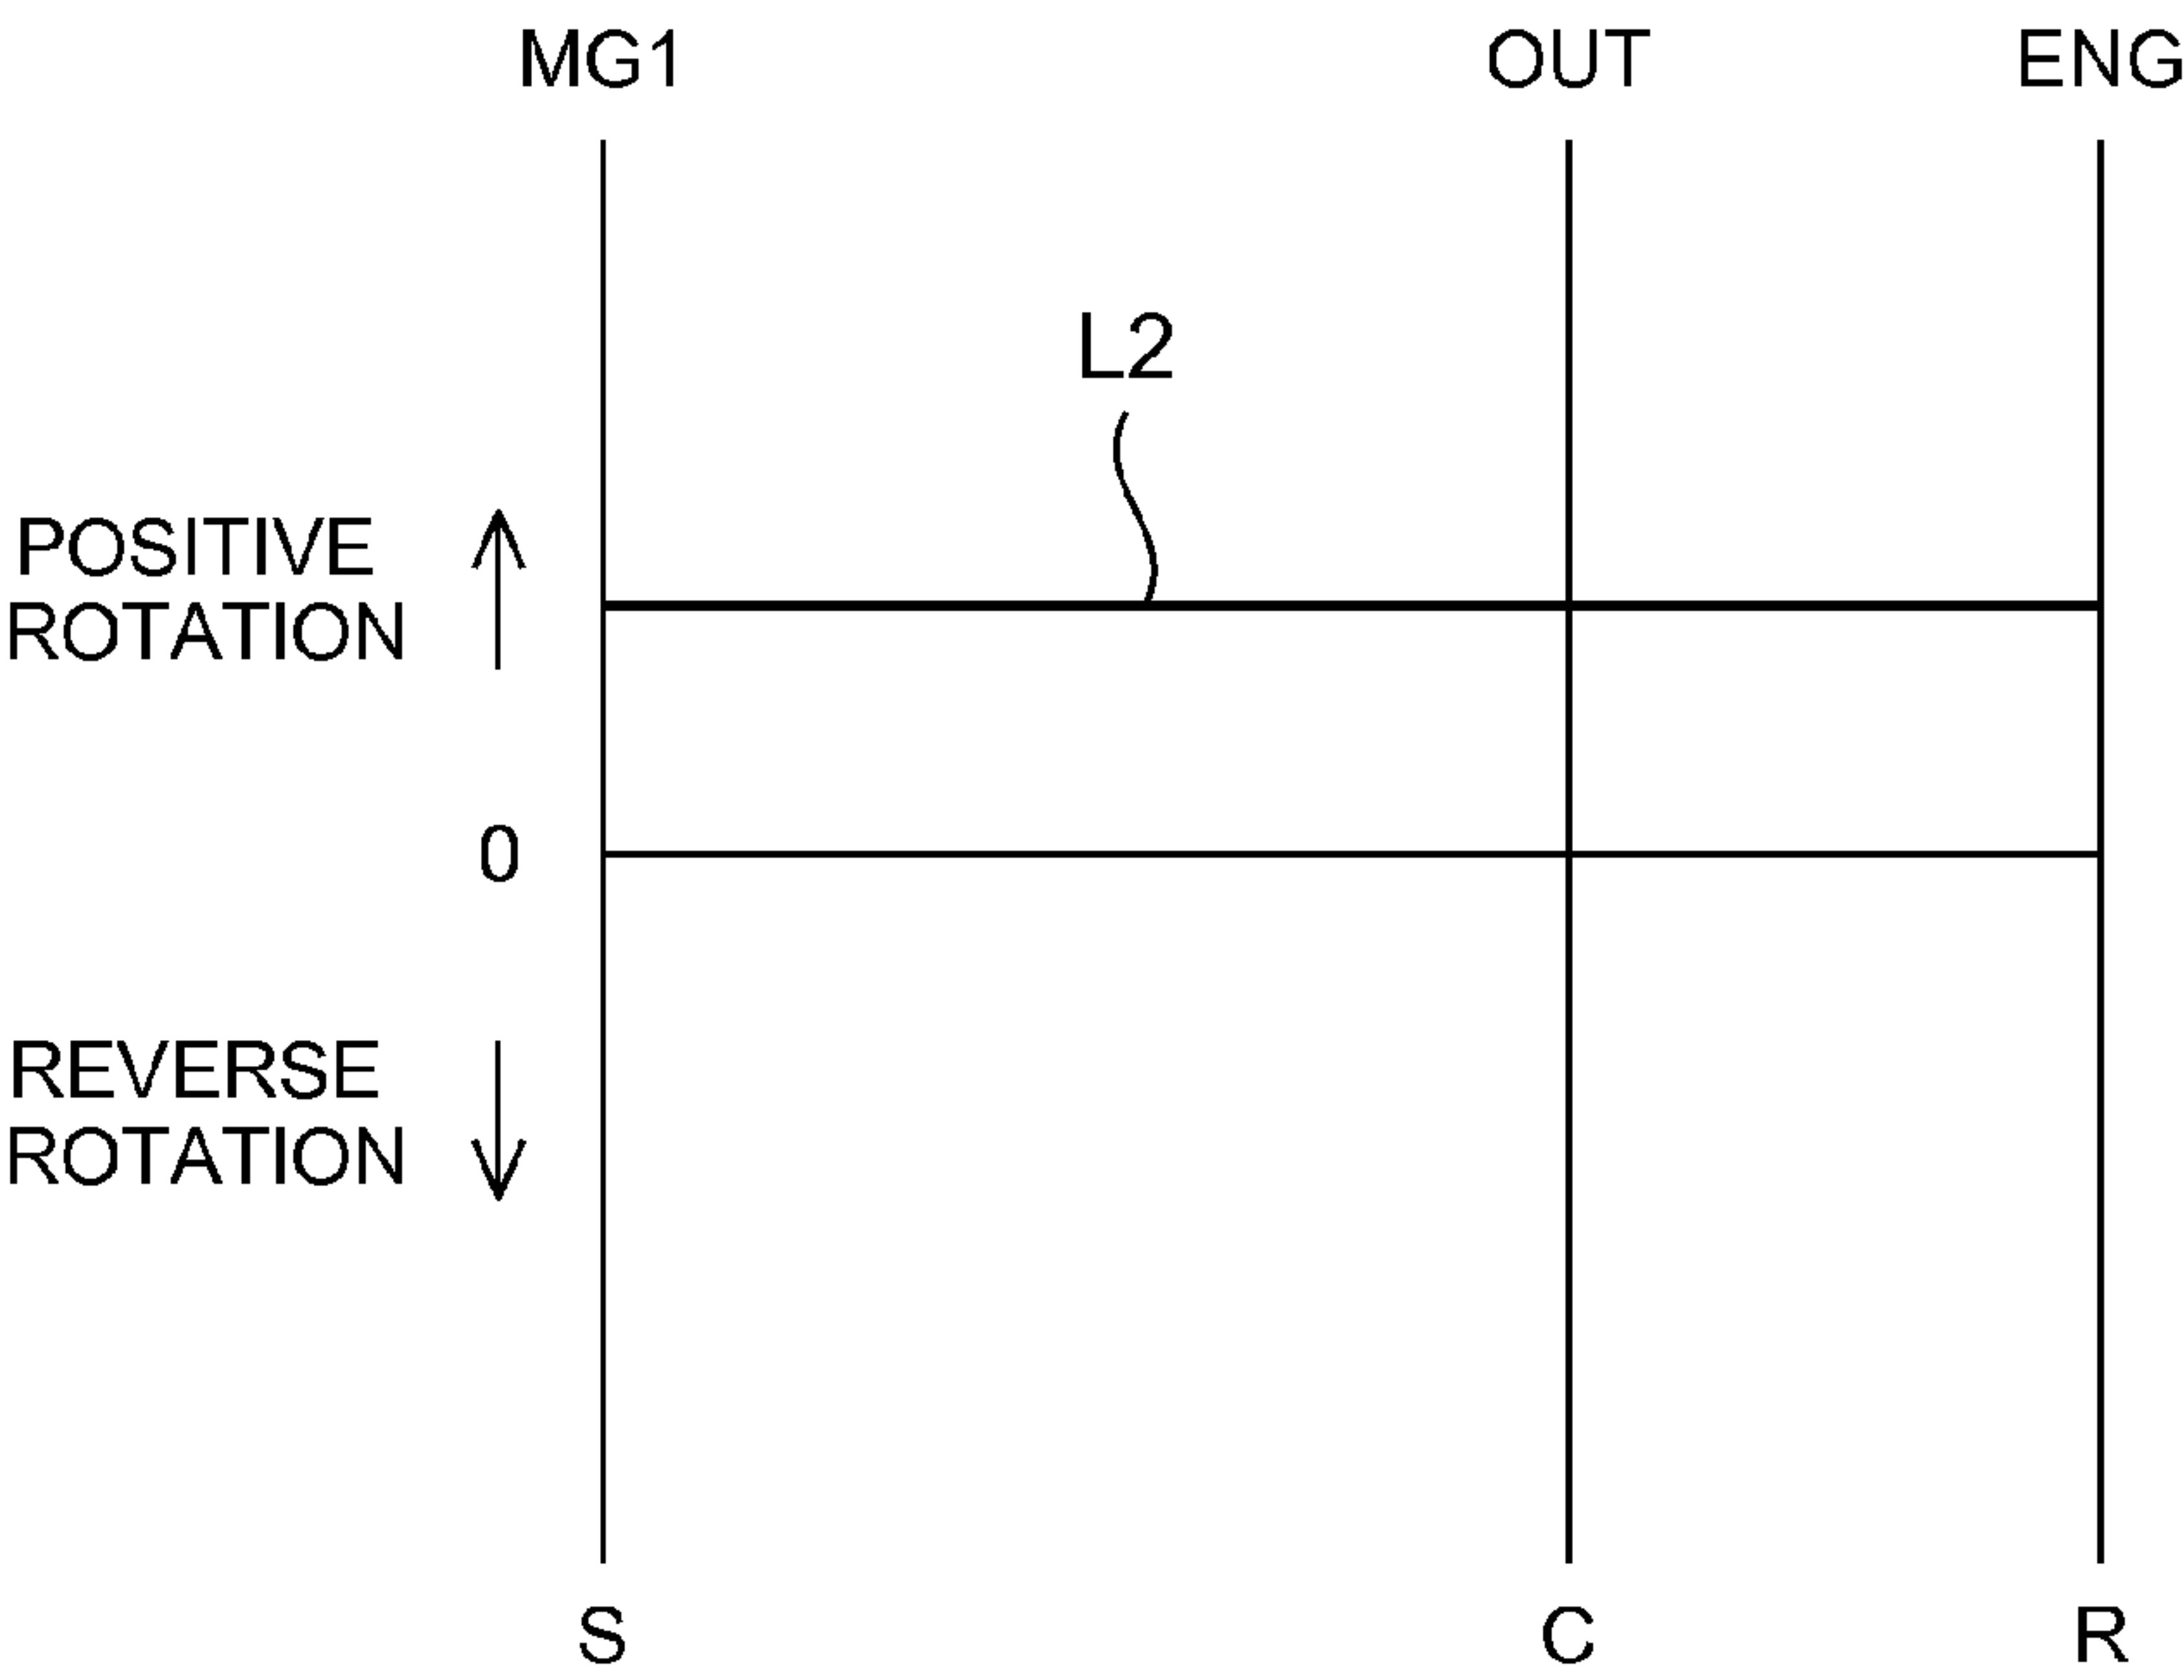 MG1 OUT ENG
L2
POSITIVE
ROTATION
0
REVERSE
ROTATION
S C R